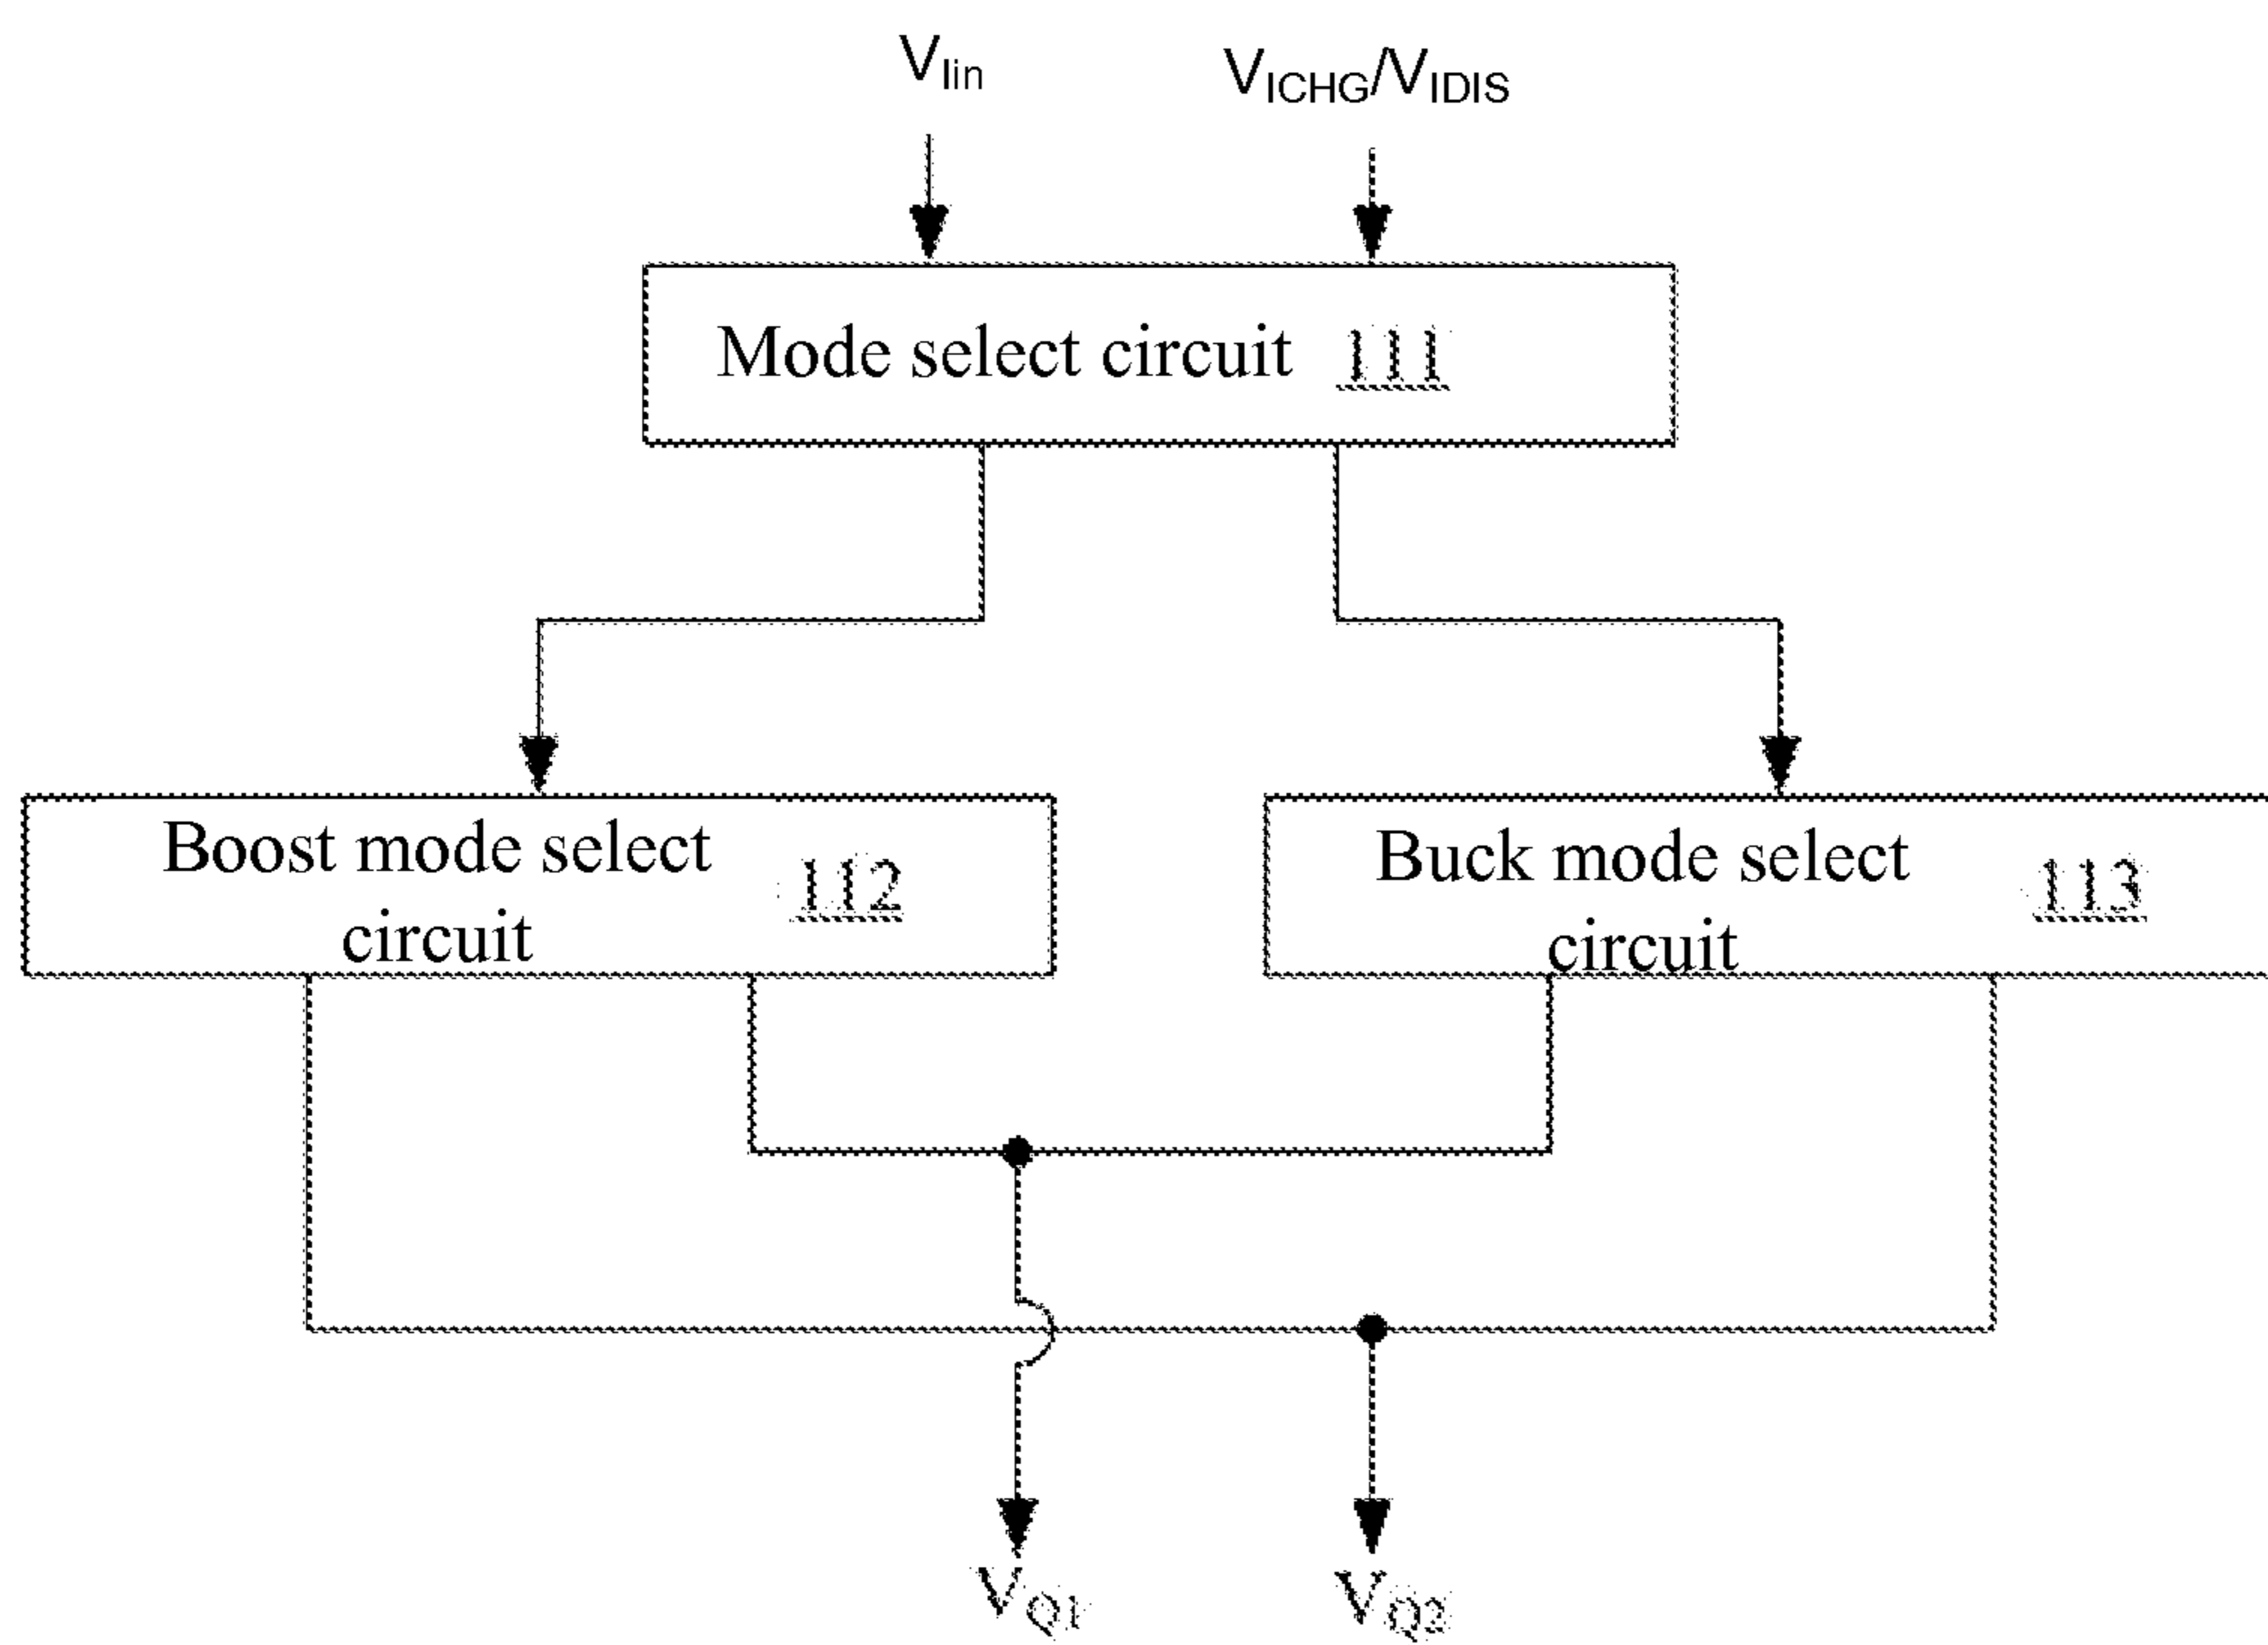 VIin
VICHG/VIDIS
Mode select circuit 111
Boost mode select
circuit
112
Buck mode select
circuit
113
VQ1
VQ2